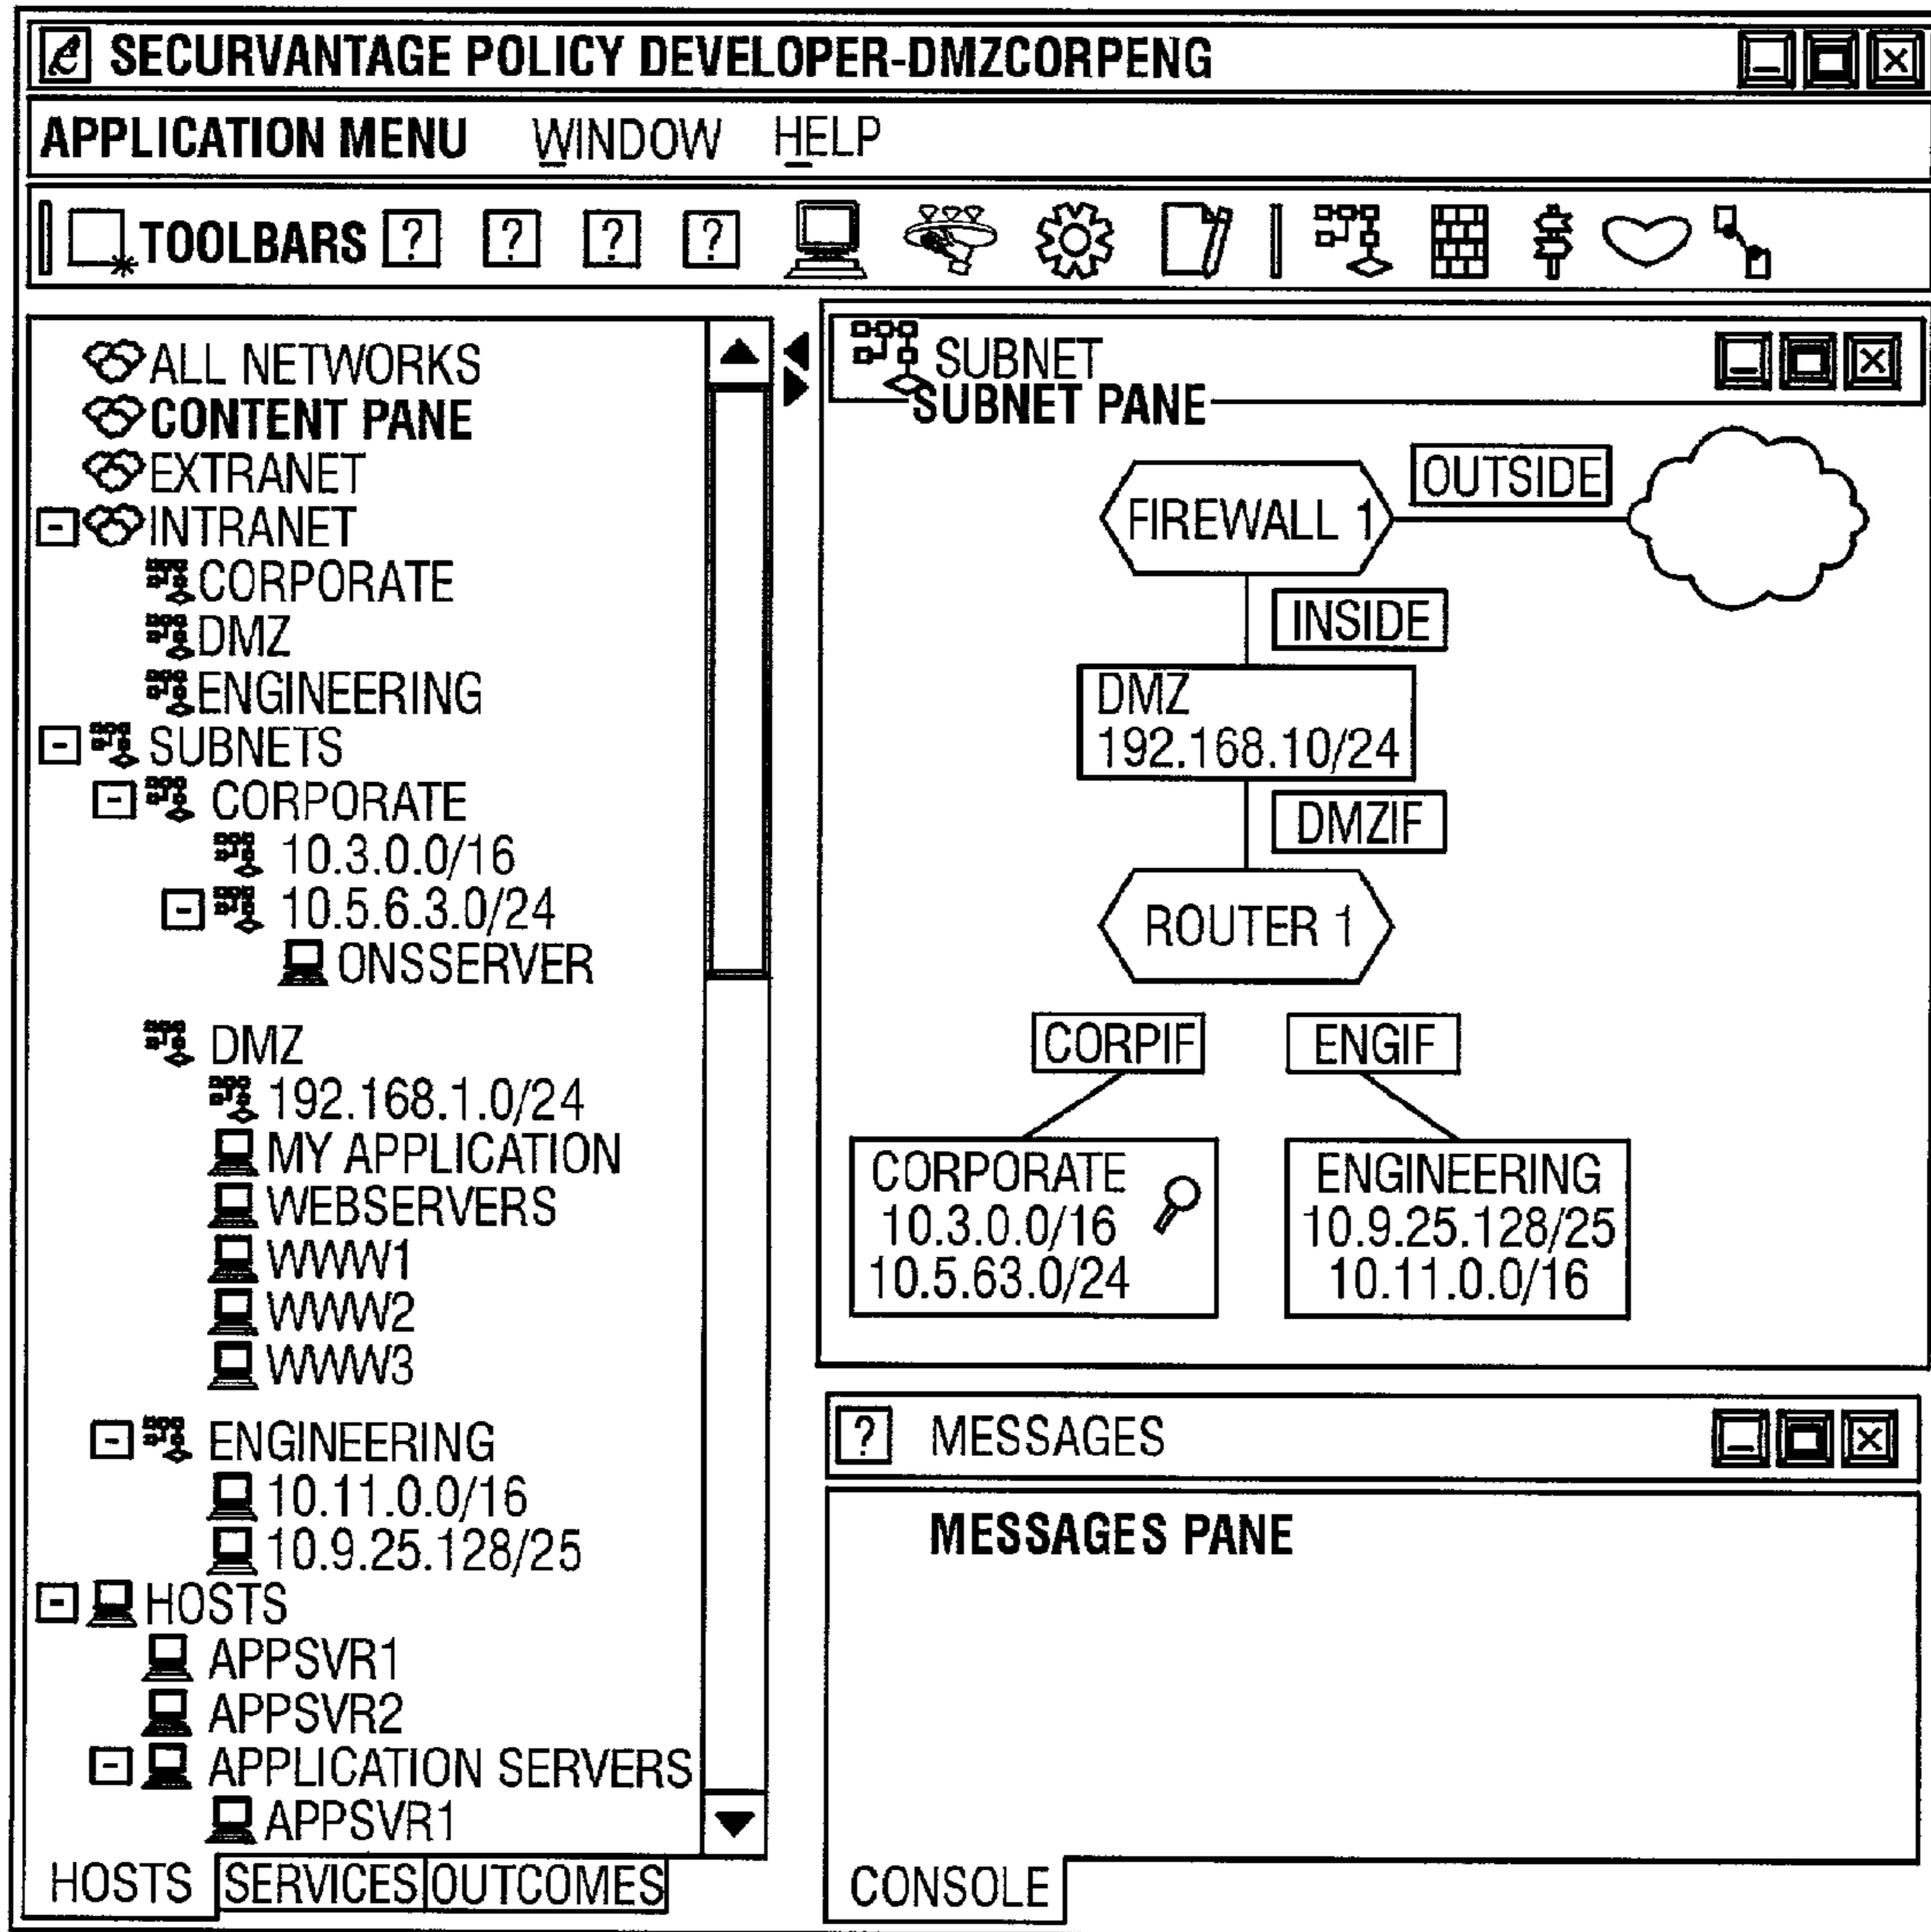 SECURVANTAGE POLICY DEVELOPER-DMZCORPENG
APPLICATION MENU WINDOW HELP
TOOLBARS ? ? ? ?
ALL NETWORKS
CONTENT PANE
EXTRANET
INTRANET
CORPORATE
DMZ
ENGINEERING
SUBNETS
CORPORATE
10.3.0.0/16
10.5.6.3.0/24
ONSSERVER
DMZ
192.168.1.0/24
MY APPLICATION
WEBSERVERS
WWW1
WWW2
WWW3
ENGINEERING
10.11.0.0/16
10.9.25.128/25
HOSTS
APPSVR1
APPSVR2
APPLICATION SERVERS
APPSVR1
HOSTS SERVICES OUTCOMES
SUBNET
SUBNET PANE
OUTSIDE
FIREWALL 1
INSIDE
DMZ
192.168.10/24
DMZIF
ROUTER 1
CORPIF ENGIF
CORPORATE
10.3.0.0/16
10.5.63.0/24
ENGINEERING
10.9.25.128/25
10.11.0.0/16
? MESSAGES
MESSAGES PANE
CONSOLE